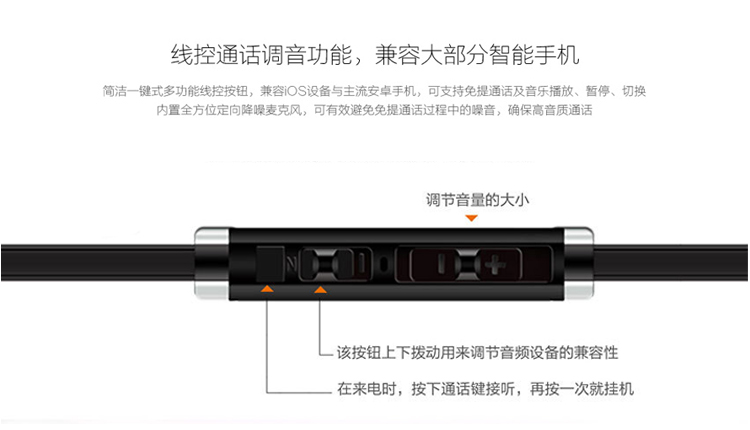 线控通话调音功能，兼容大部分智能手机
简洁一键式多功能线控按钮，兼容iOS设备与主流安卓手机，可支持免提通话及音乐播放、暂停、切换
内置全方位定向降噪麦克风，可有效避免免提通话过程中的噪音，确保高音质通话
调节音量的大小
− +
该按钮上下拨动用来调节音频设备的兼容性
在来电时，按下通话键接听，再按一次就挂机